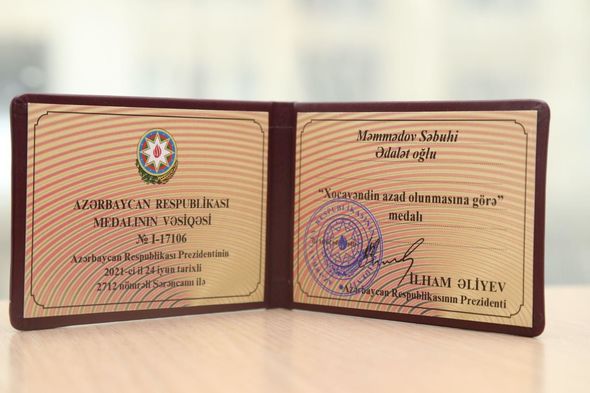 AZƏRBAYCAN RESPUBLİKASI
MEDALININ VƏSİQƏSİ
№ I-17106
Azərbaycan Respublikası Prezidentinin
2021-ci il 24 iyun tarixli
2712 nömrəli Sərəncamı ilə
Məmmədov Səbuhi
Ədalət oğlu
“Xocavəndin azad olunmasına görə”
medalı
İLHAM ƏLİYEV
Azərbaycan Respublikasının Prezidenti